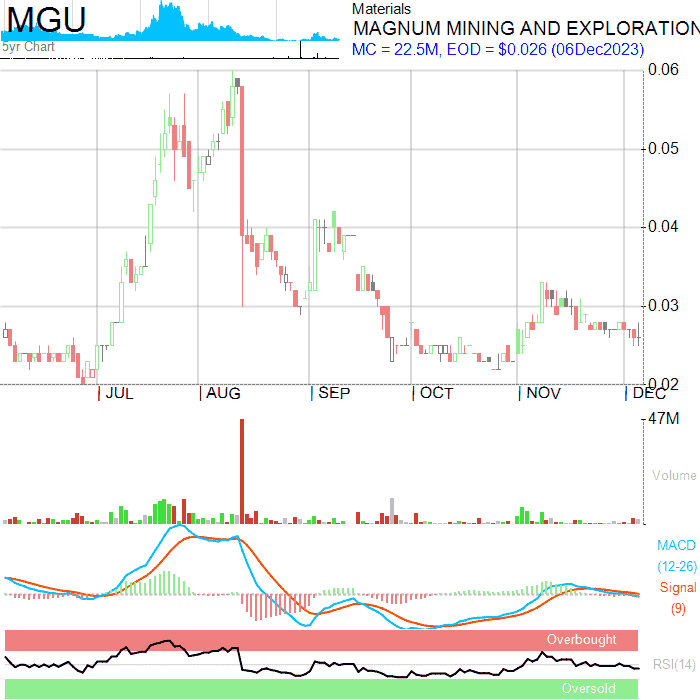 MGU
5yr Chart
Materials
MAGNUM MINING AND EXPLORATION
MC = 22.5M, EOD = $0.026 (06Dec2023)
0.06
0.05
0.04
0.03
0.02
JUL
AUG
SEP
OCT
NOV
DEC
47M
Volume
MACD
(12-26)
Signal
(9)
Overbought
RSI(14)
Oversold